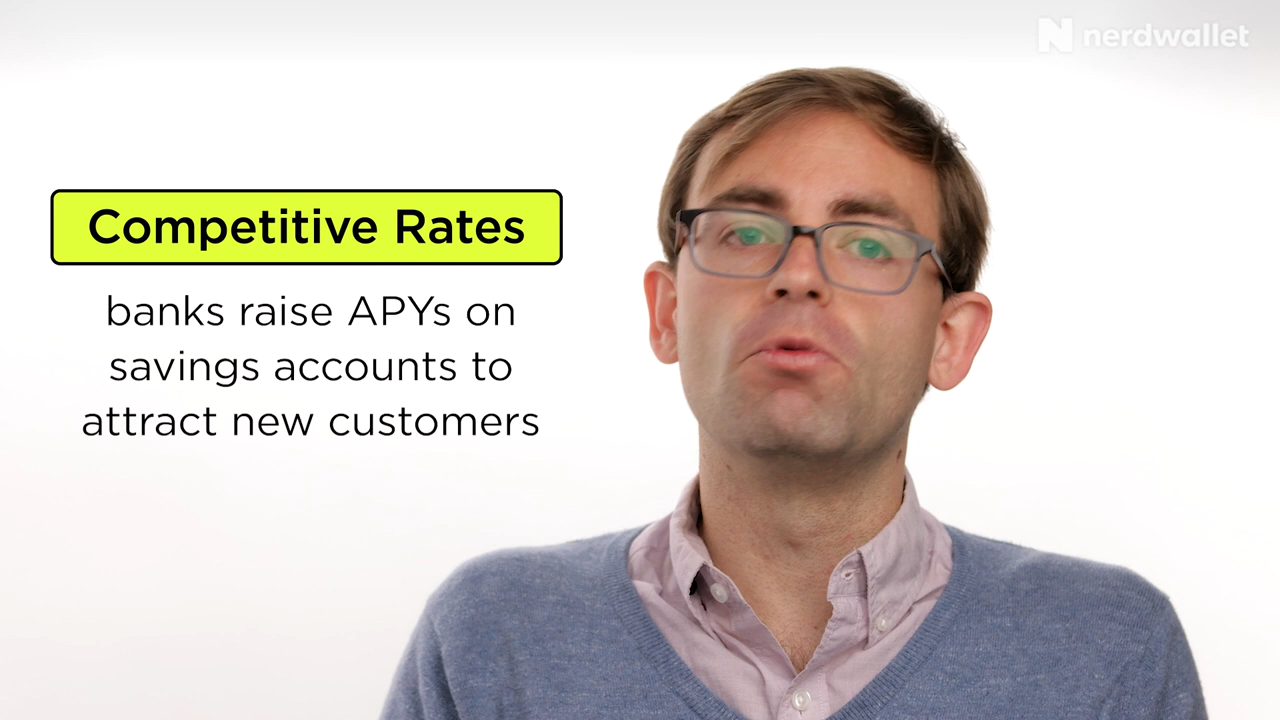 nerdwallet
Competitive Rates
banks raise APYs on
savings accounts to
attract new customers